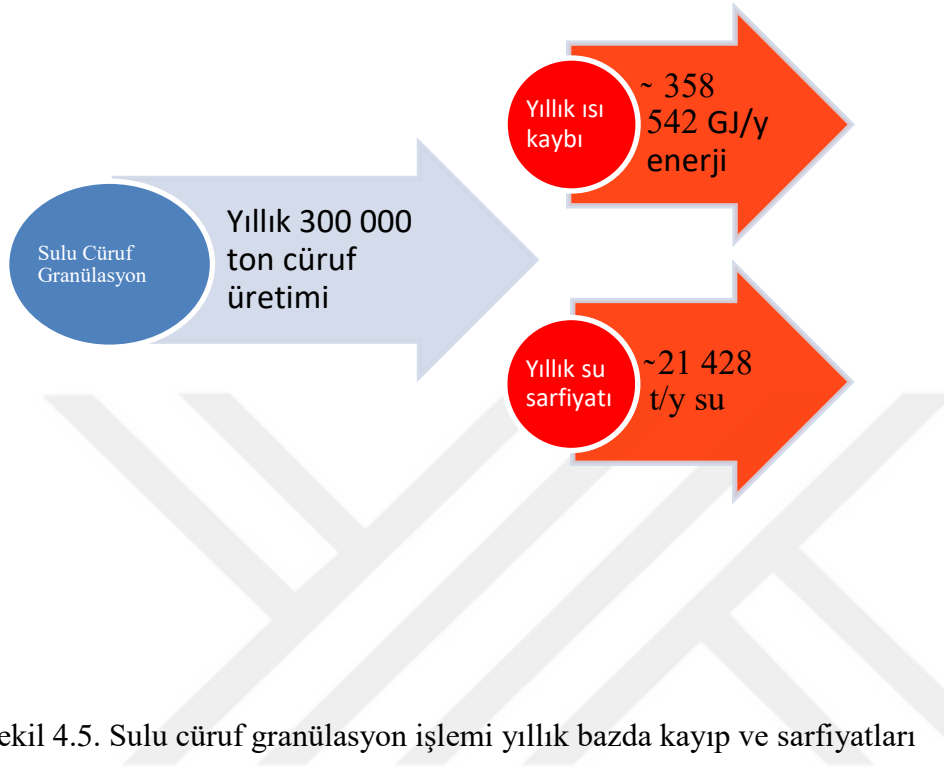 Sulu Cüruf
Granülasyon
Yıllık 300 000
ton cüruf
üretimi
Yıllık ısı
kaybı
~ 358
542 GJ/y
enerji
Yıllık su
sarfiyatı
~21 428
t/y su
ekil 4.5. Sulu cüruf granülasyon işlemi yıllık bazda kayıp ve sarfiyatları